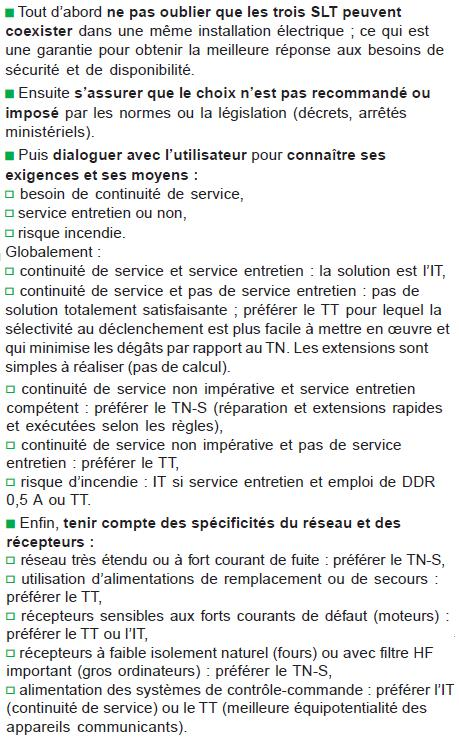 ■ Tout d'abord ne pas oublier que les trois SLT peuvent
coexister dans une même installation électrique ; ce qui est
une garantie pour obtenir la meilleure réponse aux besoins de
sécurité et de disponibilité.
■ Ensuite s'assurer que le choix n'est pas recommandé ou
imposé par les normes ou la législation (décrets, arrêtés
ministériels).
■ Puis dialoguer avec l'utilisateur pour connaître ses
exigences et ses moyens :
□ besoin de continuité de service,
□ service entretien ou non,
□ risque incendie.
Globalement :
□ continuité de service et service entretien : la solution est l'IT,
□ continuité de service et pas de service entretien : pas de
solution totalement satisfaisante ; préférer le TT pour lequel la
sélectivité au déclenchement est plus facile à mettre en œuvre et
qui minimise les dégâts par rapport au TN. Les extensions sont
simples à réaliser (pas de calcul).
□ continuité de service non impérative et service entretien
compétent : préférer le TN-S (réparation et extensions rapides
et exécutées selon les règles),
□ continuité de service non impérative et pas de service
entretien : préférer le TT,
□ risque d'incendie : IT si service entretien et emploi de DDR
0,5 A ou TT.
■ Enfin, tenir compte des spécificités du réseau et des
récepteurs :
□ réseau très étendu ou à fort courant de fuite : préférer le TN-S,
□ utilisation d'alimentations de remplacement ou de secours :
préférer le TT,
□ récepteurs sensibles aux forts courants de défaut (moteurs) :
préférer le TT ou l'IT,
□ récepteurs à faible isolement naturel (fours) ou avec filtre HF
important (gros ordinateurs) : préférer le TN-S,
□ alimentation des systèmes de contrôle-commande : préférer l'IT
(continuité de service) ou le TT (meilleure équipotentialité des
appareils communicants).